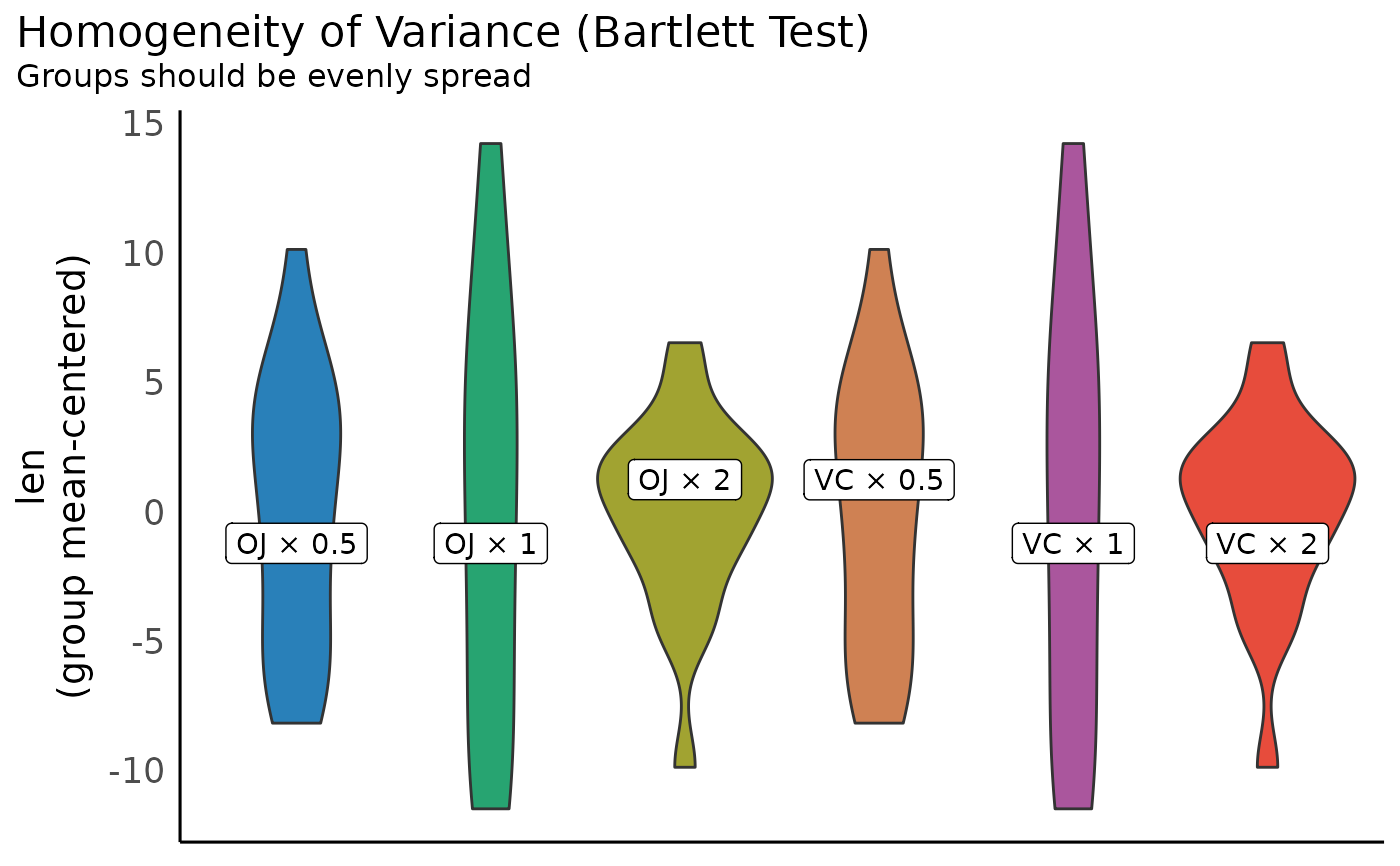 Homogeneity of Variance (Bartlett Test)
Groups should be evenly spread
15
10
5
0
-5
-10
len
(group mean-centered)
OJ × 0.5
OJ × 1
OJ × 2
VC × 0.5
VC × 1
VC × 2